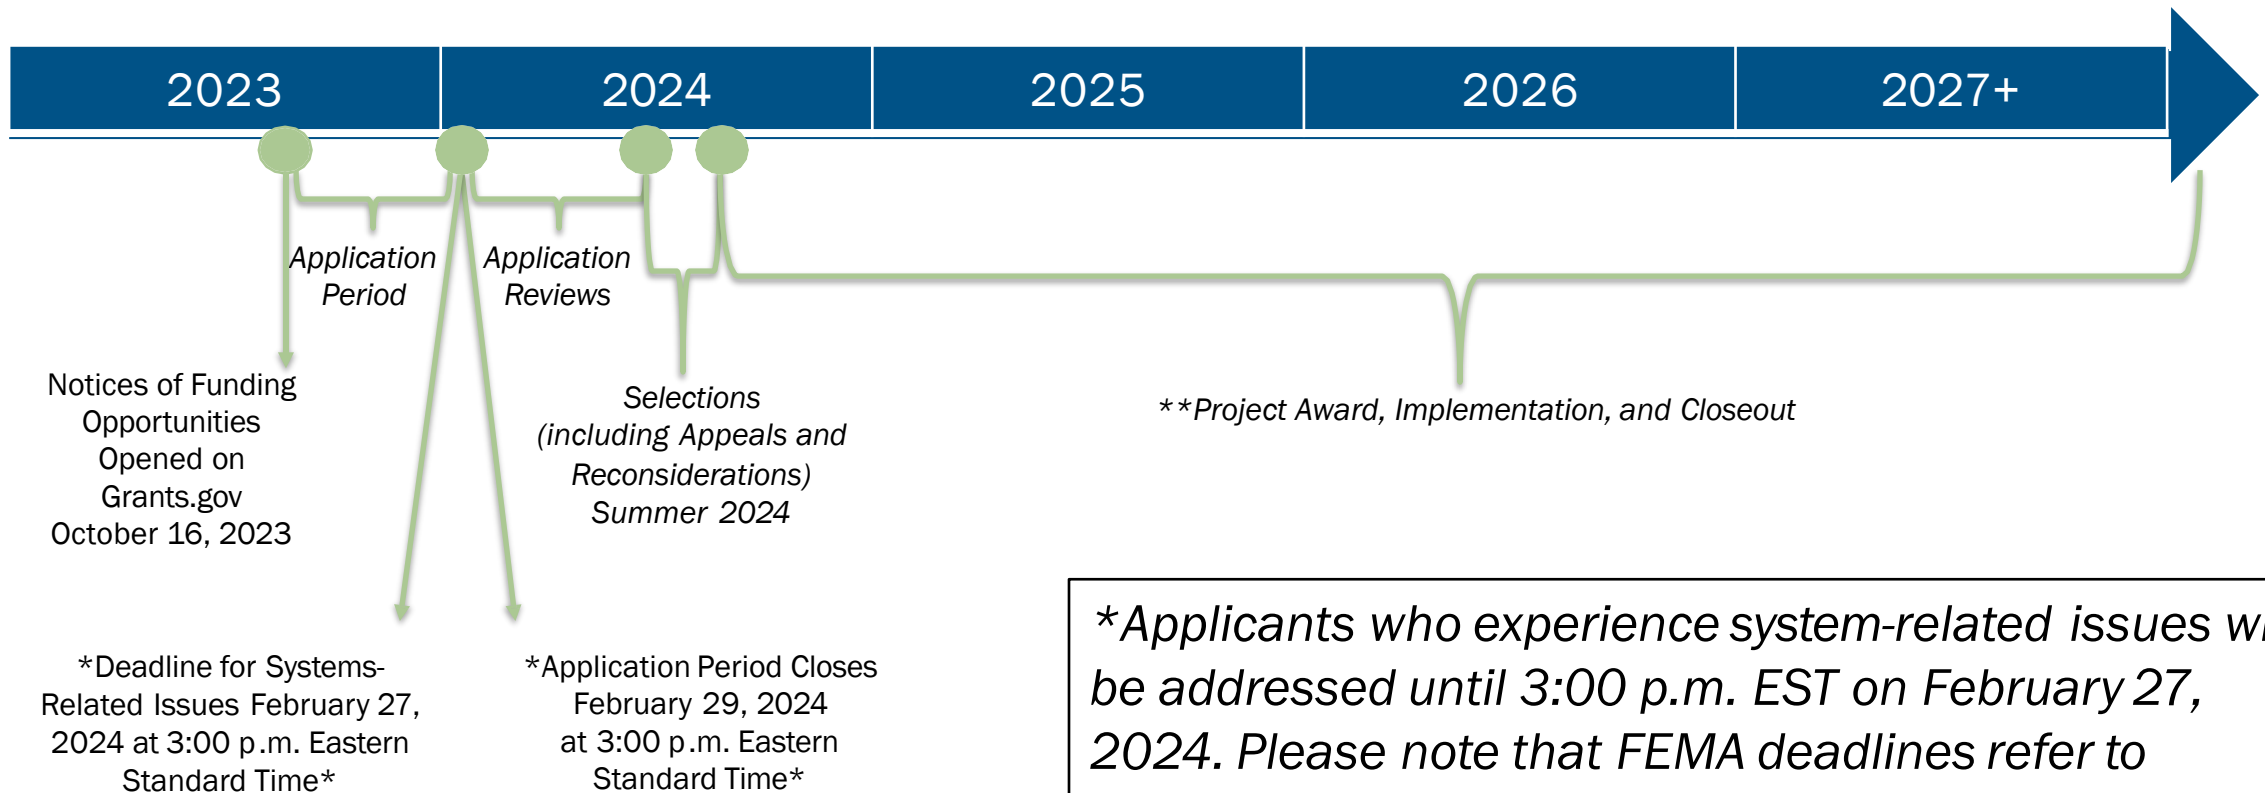 2023
2024
2025
2026
2027+
Application
Period
Application
Reviews
Notices of Funding
Opportunities
Opened on
Grants.gov
October 16, 2023
Selections
(including Appeals and
Reconsiderations)
Summer 2024
**Project Award, Implementation, and Closeout
*Deadline for Systems-
Related Issues February 27,
2024 at 3:00 p.m. Eastern
Standard Time*
*Application Period Closes
February 29, 2024
at 3:00 p.m. Eastern
Standard Time*
*Applicants who experience system-related issues
be addressed until 3:00 p.m. EST on February 27,
2024. Please note that FEMA deadlines refer to